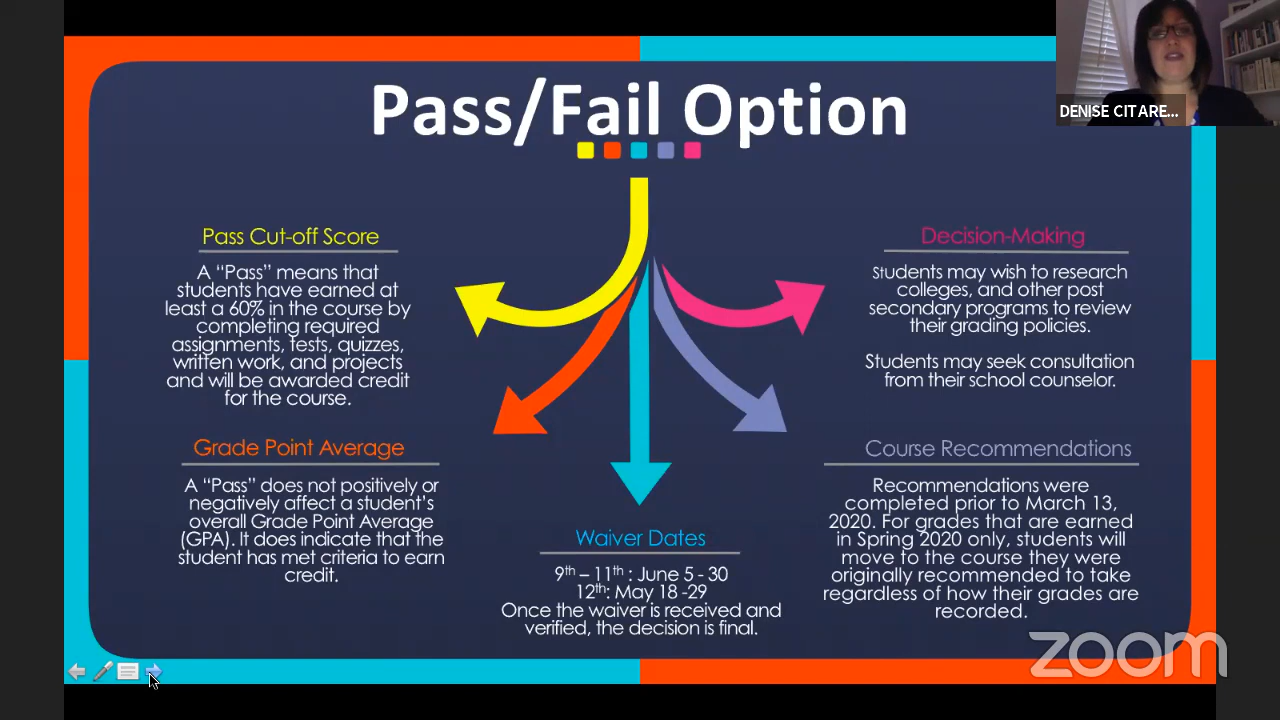 Pass/Fail Option
DENISE CITARE...
Pass Cut-off Score
A “Pass” means that
students have earned at
least a 60% in the course by
completing required
assignments, tests, quizzes,
written work, and projects
and will be awarded credit
for the course.
Grade Point Average
A “Pass” does not positively or
negatively affect a student’s
overall Grade Point Average
(GPA). It does indicate that the
student has met criteria to earn
credit.
Waiver Dates
9th – 11th : June 5 - 30
12th: May 18 -29
Once the waiver is received and
verified, the decision is final.
Decision-Making
Students may wish to research
colleges, and other post
secondary programs to review
their grading policies.
Students may seek consultation
from their school counselor.
Course Recommendations
Recommendations were
completed prior to March 13,
2020. For grades that are earned
in Spring 2020 only, students will
move to the course they were
originally recommended to take
regardless of how their grades are
recorded.
zoom